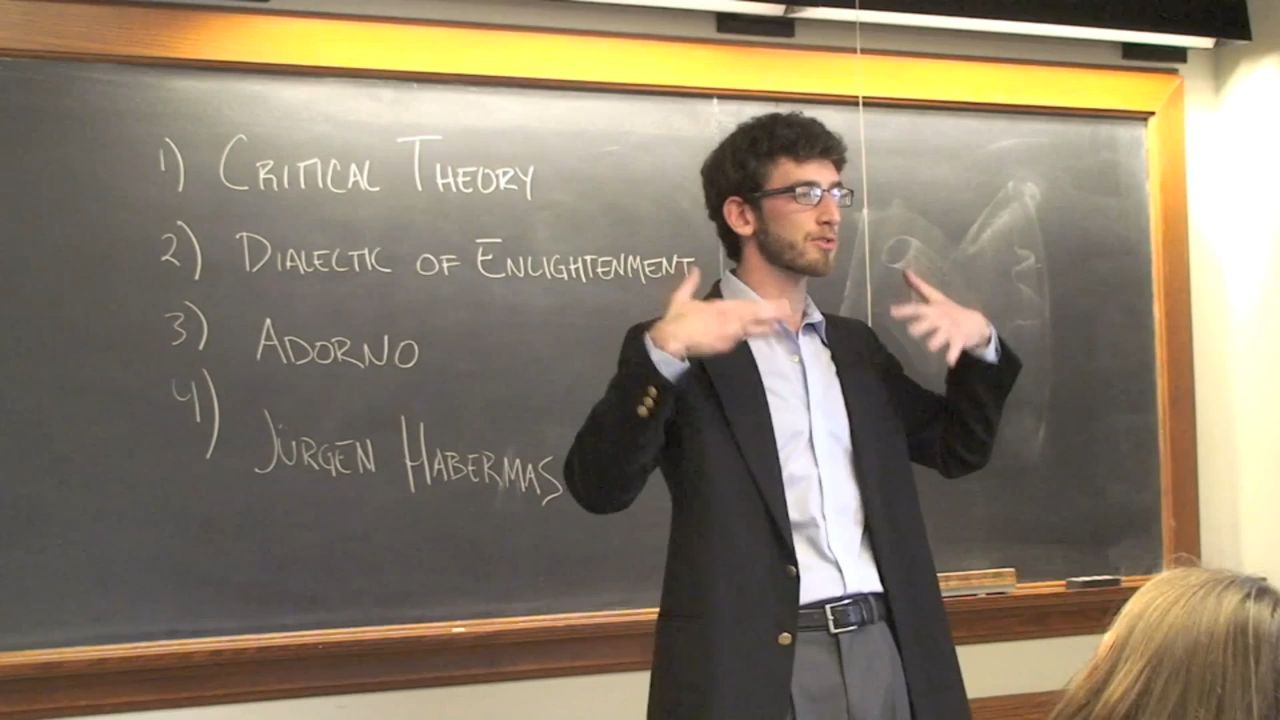 1) CRITICAL THEORY
2) DIALECTIC OF ENLIGHTENMENT
3) ADORNO
4) JÜRGEN HABERMAS